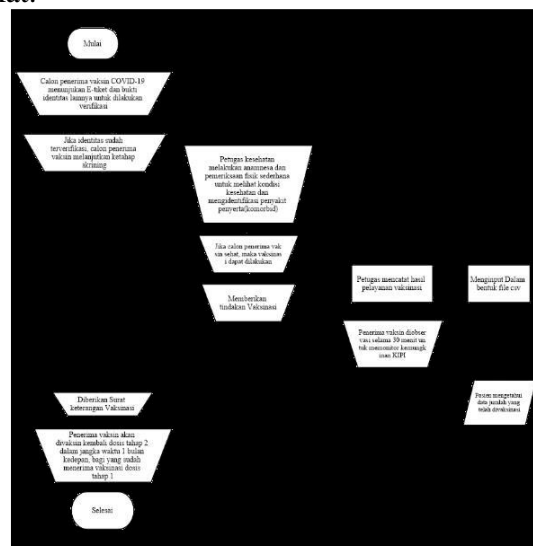 kat.
Mulai
Calon penerima vaksin COVID-19
menunjukan E-tiket dan bukti
identitas lainnya untuk dilakukan
verifikasi
Jika identitas sudah
terverifikasi, calon penerima
vaksin melanjutkan ketahap
skrining
Petugas kesehatan
melakukan anamnesa dan
pemeriksaan fisik sederhana
untuk melihat kondisi
kesehatan dan
mengidentifikasi penyakit
penyerta(komorbid)
Jika calon penerima vak
sin sehat, maka vaksinas
i dapat dilakukan
Memberikan
tindakan Vaksinasi
Petugas mencatat hasil
pelayanan vaksinasi
Menginput Dalam
bentuk file csv
Penerima vaksin diobser
vasi selama 30 menit un
tuk memonitor kemungk
inan KIPI
Pasien mengetahui
data jumlah yang
telah divaksinasi
Diberikan Surat
keterangan Vaksinasi
Penerima vaksin akan
divaksin kembali dosis tahap 2
dalam jangka waktu 1 bulan
kedepan, bagi yang sudah
menerima vaksinasi dosis
tahap 1
Selesai